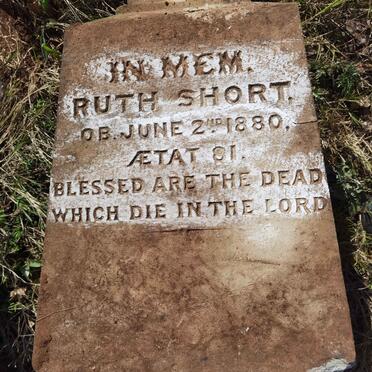 IN MEM.
RUTH SHORT.
OB. JUNE 2ND 1880.
ÆTAT 81.
BLESSED ARE THE DEAD
WHICH DIE IN THE LORD